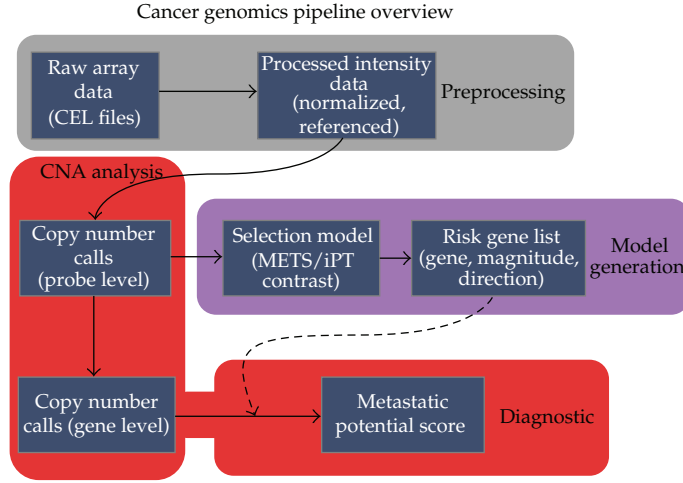 Cancer genomics pipeline overview
Raw array
data
(CEL files)
Processed intensity
data
(normalized,
referenced)
Preprocessing
CNA analysis
Copy number
calls
(probe level)
Selection model
(METS/iPT
contrast)
Risk gene list
(gene, magnitude,
direction)
Model
generation
Copy number
calls (gene level)
Metastatic
potential score
Diagnostic